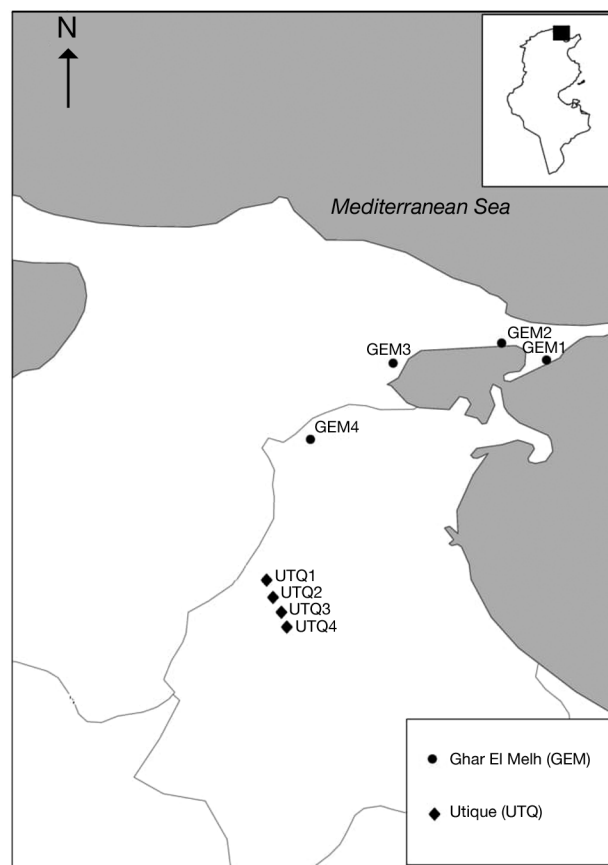 N
Mediterranean Sea
GEM2
GEM1
GEM3
GEM4
UTQ1
UTQ2
UTQ3
UTQ4
Ghar El Melh (GEM)
Utique (UTQ)